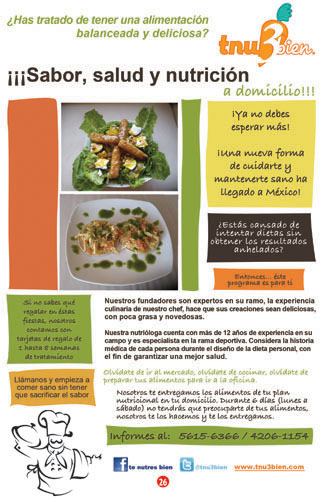 ¿Has tratado de tener una alimentación
balanceada y deliciosa?
tnu3bien.
¡¡¡Sabor, salud y nutrición
a domicilio!!!
¡Ya no debes
esperar más!
¡Una nueva forma
de cuidarte y
mantenerte sano ha
llegado a México!
¿Estás cansado de
intentar dietas sin
obtener los resultados
anhelados?
Entonces... éste
programa es para ti
Si no sabes qué
regalar en éstas
fiestas, nosotros
contamos con
tarjetas de regalo de
1 hasta 8 semanas
de tratamiento
Llámanos y empieza a
comer sano sin tener
que sacrificar el sabor
Nuestros fundadores son expertos en su ramo, la experiencia
culinaria de nuestro chef, hace que sus creaciones sean deliciosas,
con poca grasa y novedosas.
Nuestra nutrióloga cuenta con más de 12 años de experiencia en su
campo y es especialista en la rama deportiva. Considera la historia
médica de cada persona durante el diseño de la dieta personal, con
el fin de garantizar una mejor salud.
Olvídate de ir al mercado, olvídate de cocinar, olvídate de
preparar tus alimentos para ir a la oficina.
Nosotros te entregamos los alimentos de tu plan
nutricional en tu domicilio. Durante 6 días (lunes a
sábado) no tendrás que preocuparte de tus alimentos,
nosotros te los hacemos y te los entregamos.
Informes al: 5615-6366 / 4206-1154
te nutres bien
@tnu3bien
www.tnu3bien.com
26